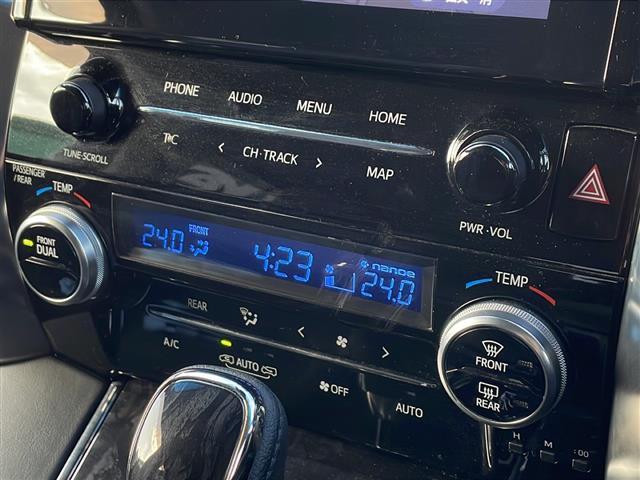 PHONE AUDIO MENU HOME
TUNE·SCROLL
< CH·TRACK > MAP
PWR·VOL
PASSENGER
/REAR
TEMP
FRONT
DUAL
24.0 FRONT 4:23 nanoe 24.0
TEMP
REAR < >
A/C AUTO OFF AUTO
FRONT
REAR
H M :00